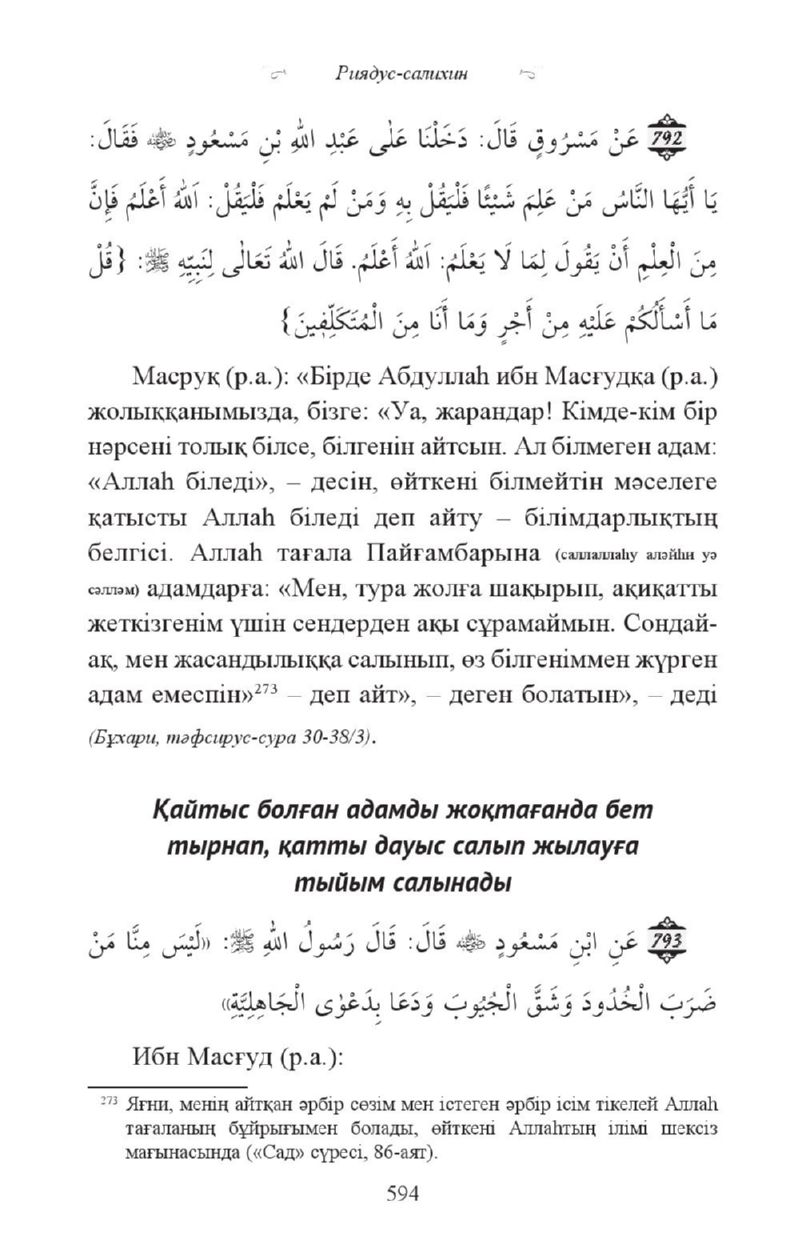 Риядус-салихин
792 عَنْ مَسْرُوقٍ قَالَ: دَخَلْنَا عَلٰى عَبْدِ اللهِ بْنِ مَسْعُودٍ ﷺ فَقَالَ:
يَا أَيُّهَا النَّاسُ مَنْ عَلِمَ شَيْئًا فَلْيَقُلْ بِهِ وَمَنْ لَمْ يَعْلَمْ فَلْيَقُلْ: اَللهُ أَعْلَمُ فَإِنَّ
مِنَ الْعِلْمِ أَنْ يَقُولَ لِمَا لَا يَعْلَمُ: اَللهُ أَعْلَمُ. قَالَ اللهُ تَعَالٰى لِنَبِيِّهِ ﷺ: {قُلْ
مَا أَسْأَلُكُمْ عَلَيْهِ مِنْ أَجْرٍ وَمَا أَنَا مِنَ الْمُتَكَلِّفِينَ}
Масруқ (р.а.): «Бірде Абдуллаһ ибн Масғудқа (р.а.)
жолыққанымызда, бізге: «Уа, жарандар! Кімде-кім бір
нәрсені толық білсе, білгенін айтсын. Ал білмеген адам:
«Аллаһ біледі», – десін, өйткені білмейтін мәселеге
қатысты Аллаһ біледі деп айту – білімдарлықтың
белгісі. Аллаһ тағала Пайғамбарына (саллаллаһу аләйһи уә
сәлләм) адамдарға: «Мен, тура жолға шақырып, ақиқатты
жеткізгенім үшін сендерден ақы сұрамаймын. Сондай-
ақ, мен жасандылыққа салынып, өз білгеніммен жүрген
адам емеспін»273 – деп айт», – деген болатын», – деді
(Бұхари, тәфсирус-сура 30-38/3).
Қайтыс болған адамды жоқтағанда бет
тырнап, қатты дауыс салып жылауға
тыйым салынады
793 عَنِ ابْنِ مَسْعُودٍ ﷺ قَالَ: قَالَ رَسُولُ اللهِ ﷺ: «لَيْسَ مِنَّا مَنْ
ضَرَبَ الْخُدُودَ وَشَقَّ الْجُيُوبَ وَدَعَا بِدَعْوٰى الْجَاهِلِيَّةِ»
Ибн Масғуд (р.а.):
273 Яғни, менің айтқан әрбір сөзім мен істеген әрбір ісім тікелей Аллаһ
тағаланың бұйрығымен болады, өйткені Аллаһтың ілімі шексіз
мағынасында («Сад» сүресі, 86-аят).
594